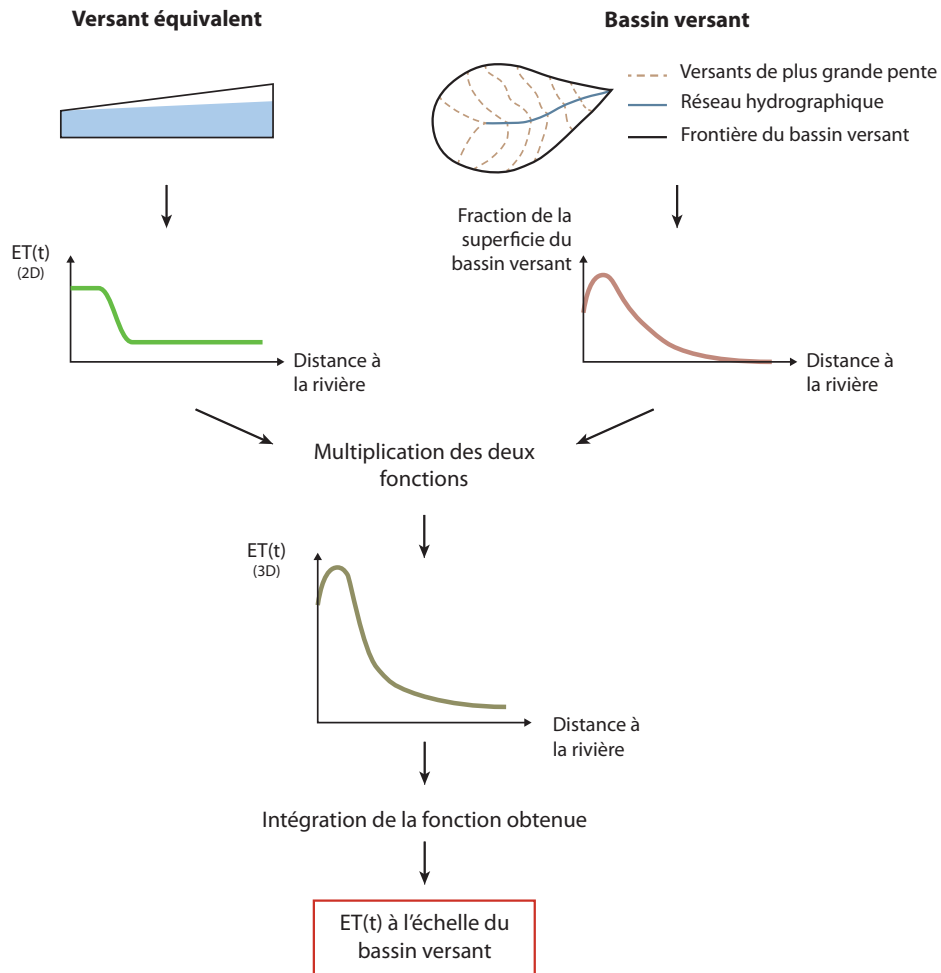 Versant équivalent
Bassin versant
Versants de plus grande pente
Réseau hydrographique
Frontière du bassin versant
ET(t)
(2D)
Distance à
la rivière
Fraction de la
superficie du
bassin versant
Distance à
la rivière
Multiplication des deux
fonctions
ET(t)
(3D)
Distance à
la rivière
Intégration de la fonction obtenue
ET(t) à l’échelle du
bassin versant